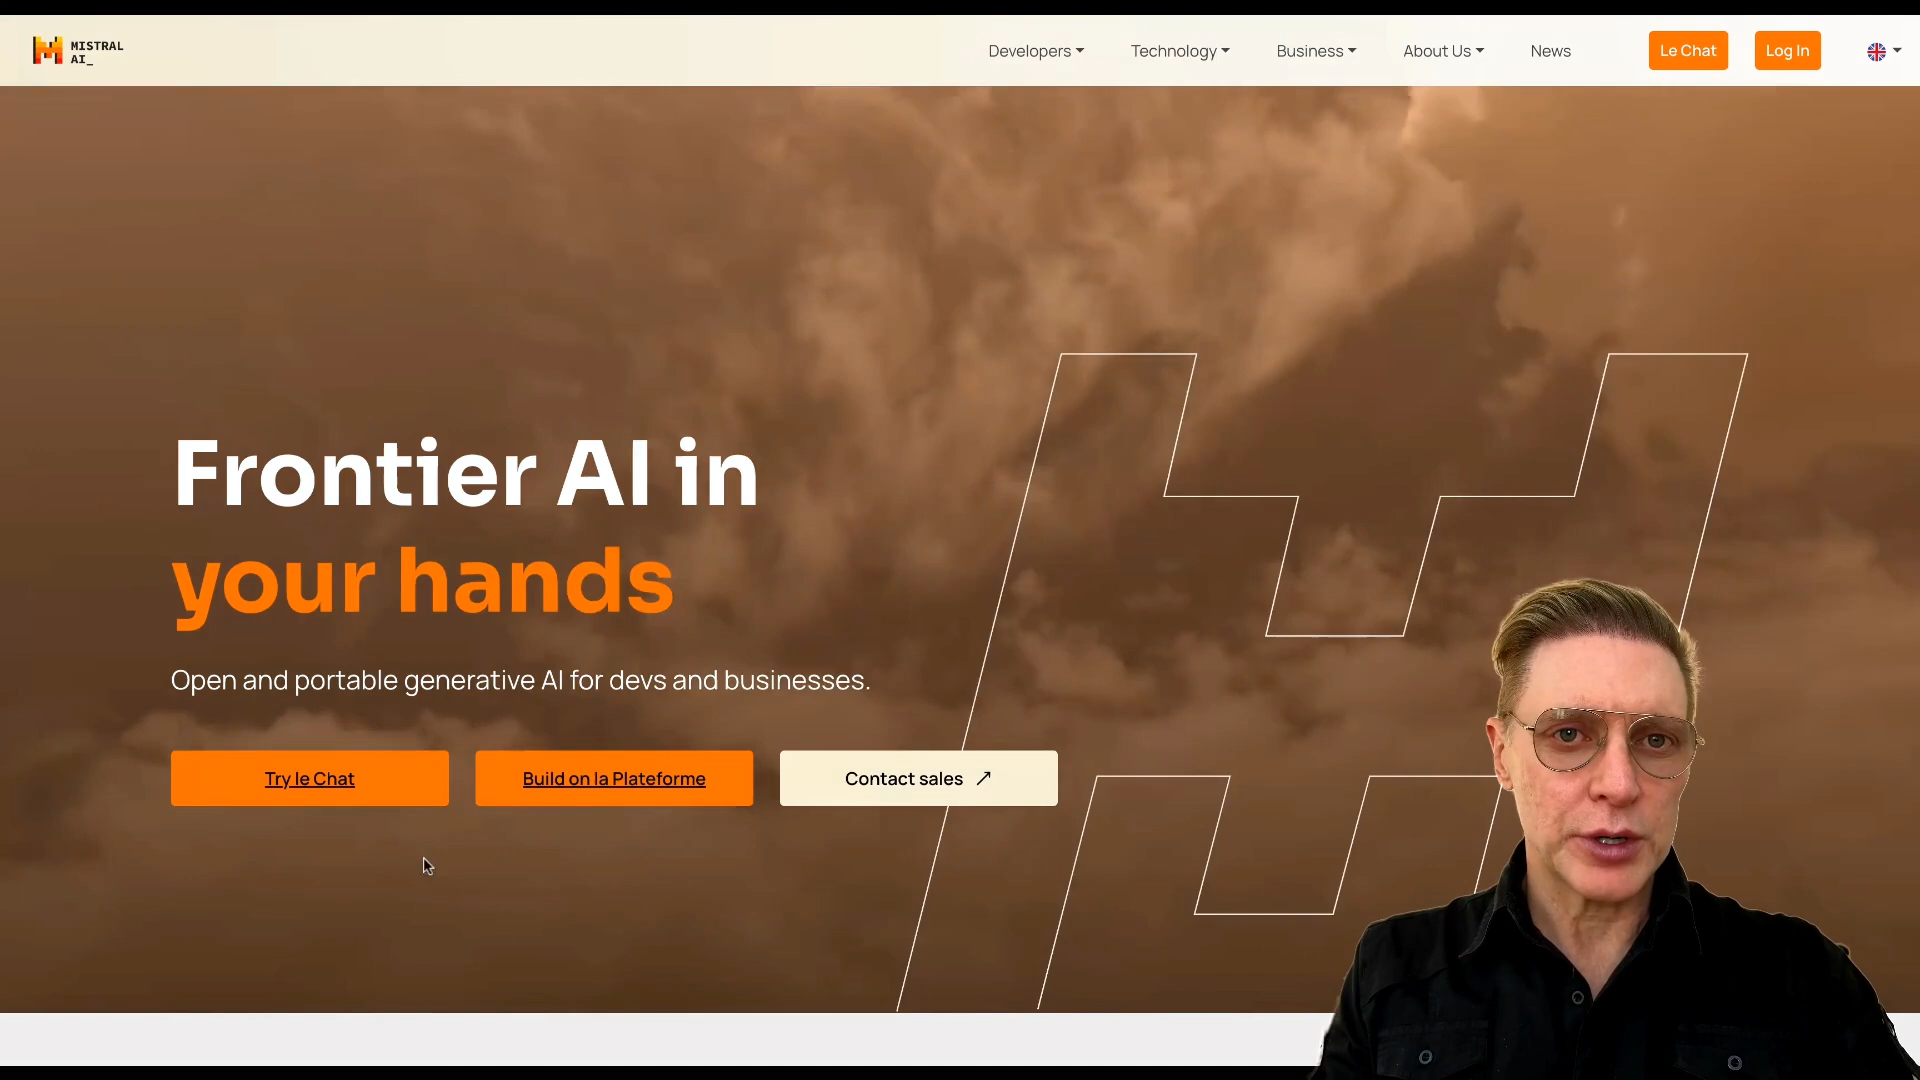 MISTRAL
AI_
Developers
Technology
Business
About Us
News
Le Chat
Log In
Frontier AI in
your hands
Open and portable generative AI for devs and businesses.
Try le Chat
Build on la Plateforme
Contact sales ↗